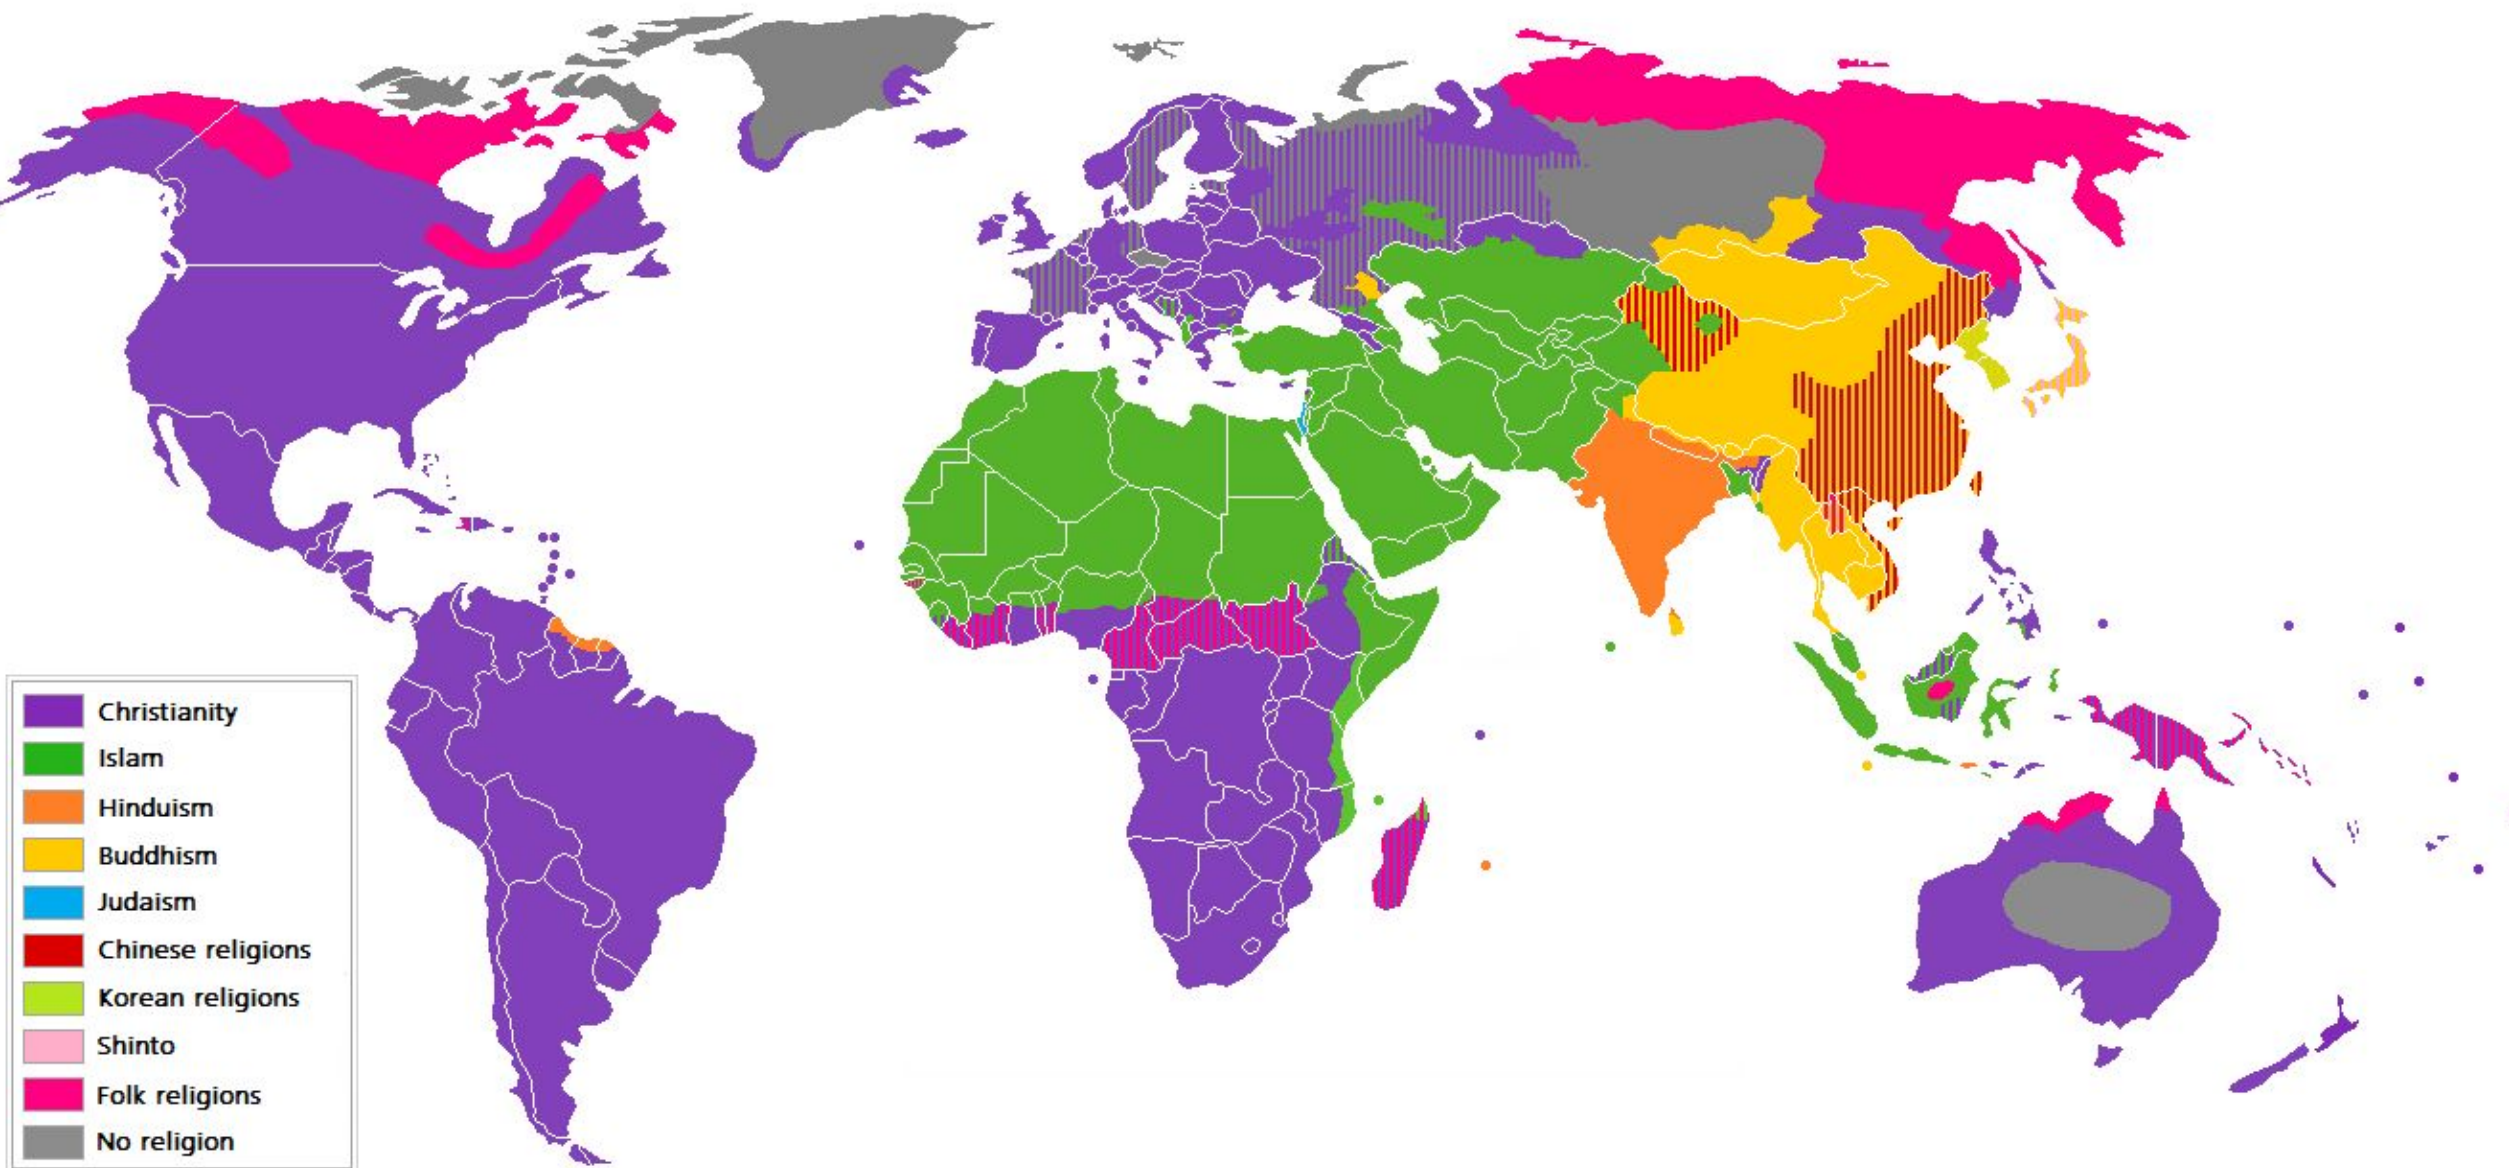 Christianity
Islam
Hinduism
Buddhism
Judaism
Chinese religions
Korean religions
Shinto
Folk religions
No religion